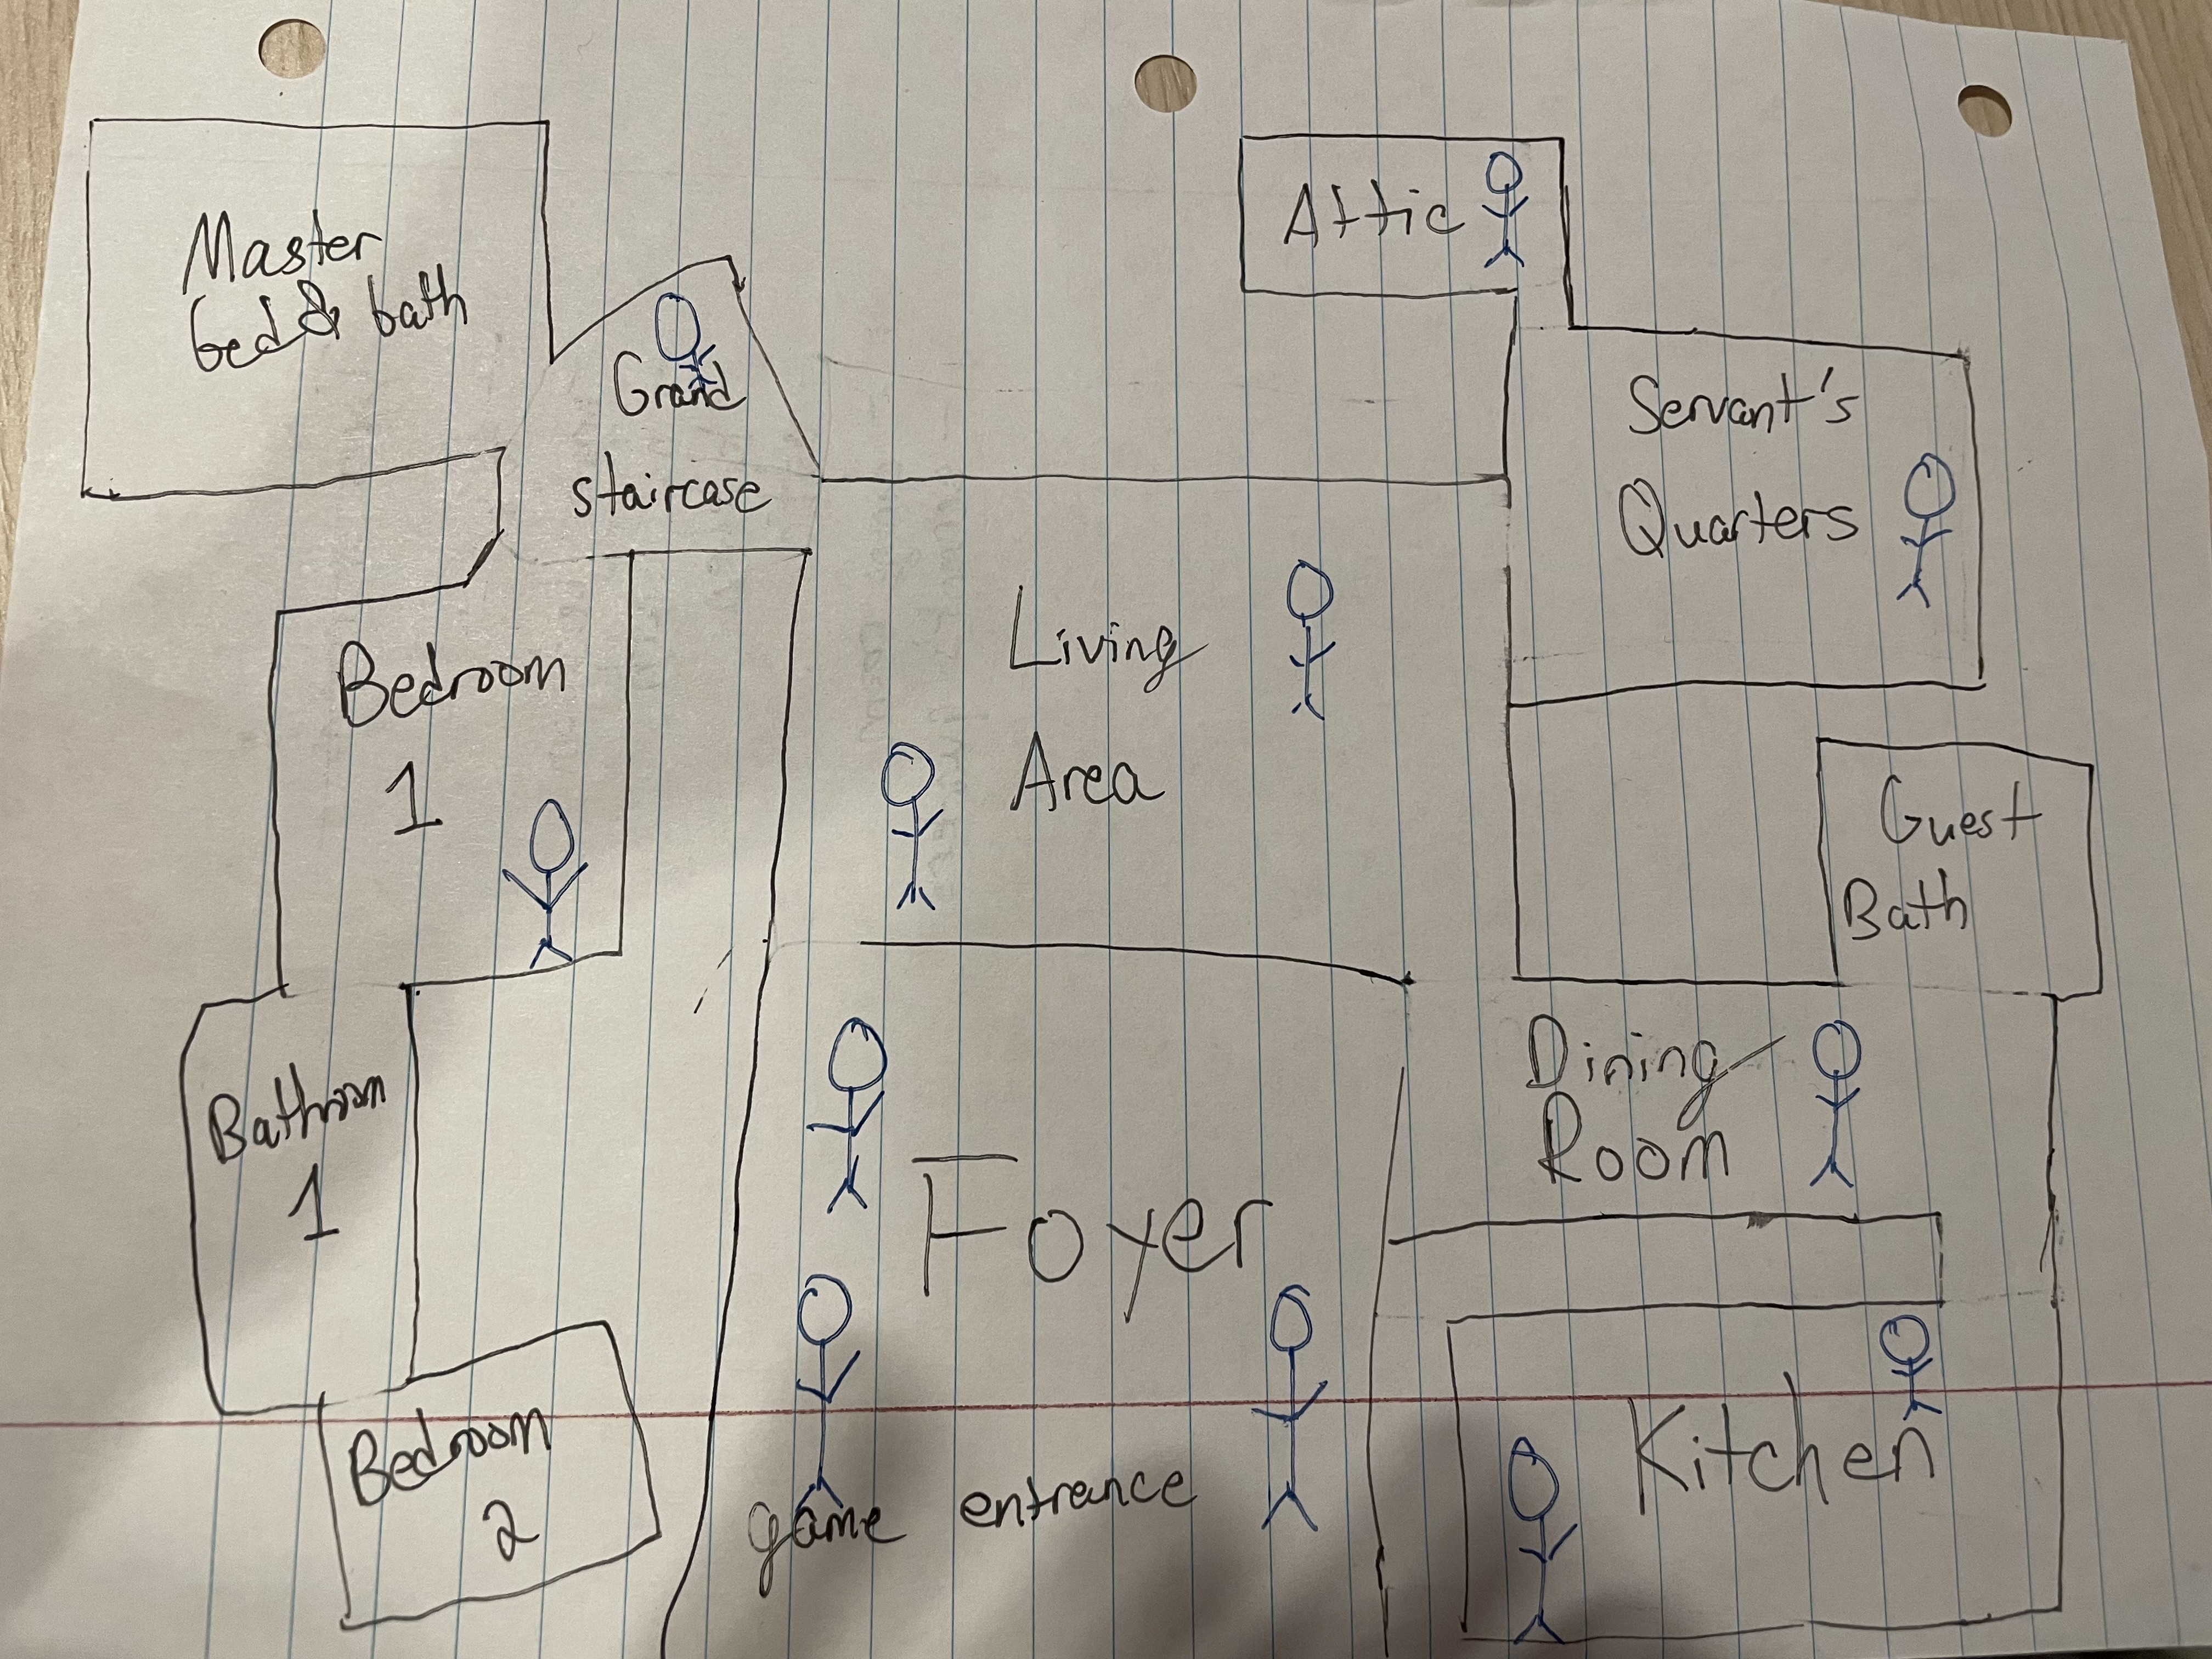 Master
bed & bath
Grand
staircase
Attic
Servant's
Quarters
Bedroom
1
Living
Area
Guest
Bath
Bathroom
1
Dining
Room
Foyer
Bedroom
2
game entrance
Kitchen